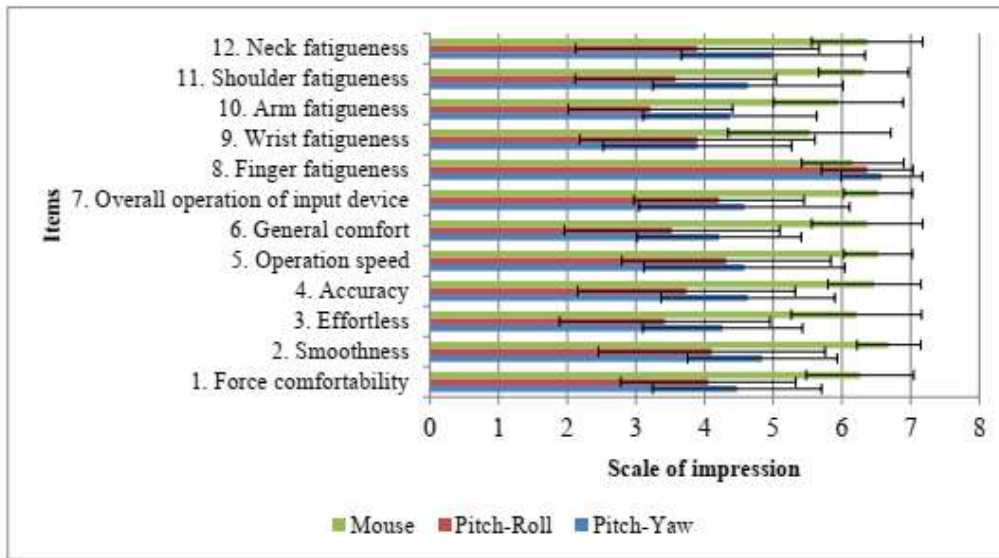 12. Neck fatigueness
11. Shoulder fatigueness
10. Arm fatigueness
9. Wrist fatigueness
8. Finger fatigueness
7. Overall operation of input device
6. General comfort
5. Operation speed
4. Accuracy
3. Effortless
2. Smoothness
1. Force comfortability
Items
0 1 2 3 4 5 6 7 8
Scale of impression
Mouse Pitch-Roll Pitch-Yaw